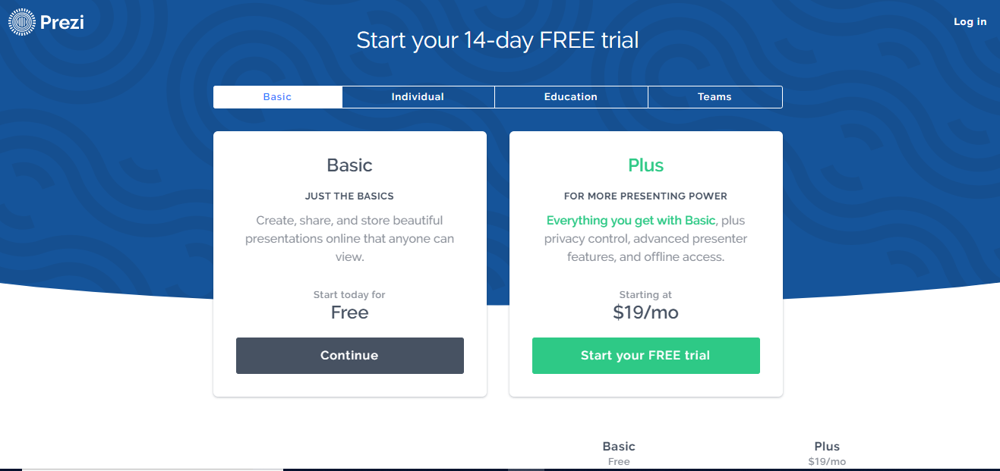 Prezi
Log in
Start your 14-day FREE trial
Basic
Individual
Education
Teams
Basic
JUST THE BASICS
Create, share, and store beautiful
presentations online that anyone can
view.
Start today for
Free
Continue
Plus
FOR MORE PRESENTING POWER
Everything you get with Basic, plus
privacy control, advanced presenter
features, and offline access.
Starting at
$19/mo
Start your FREE trial
Basic
Free
Plus
$19/mo